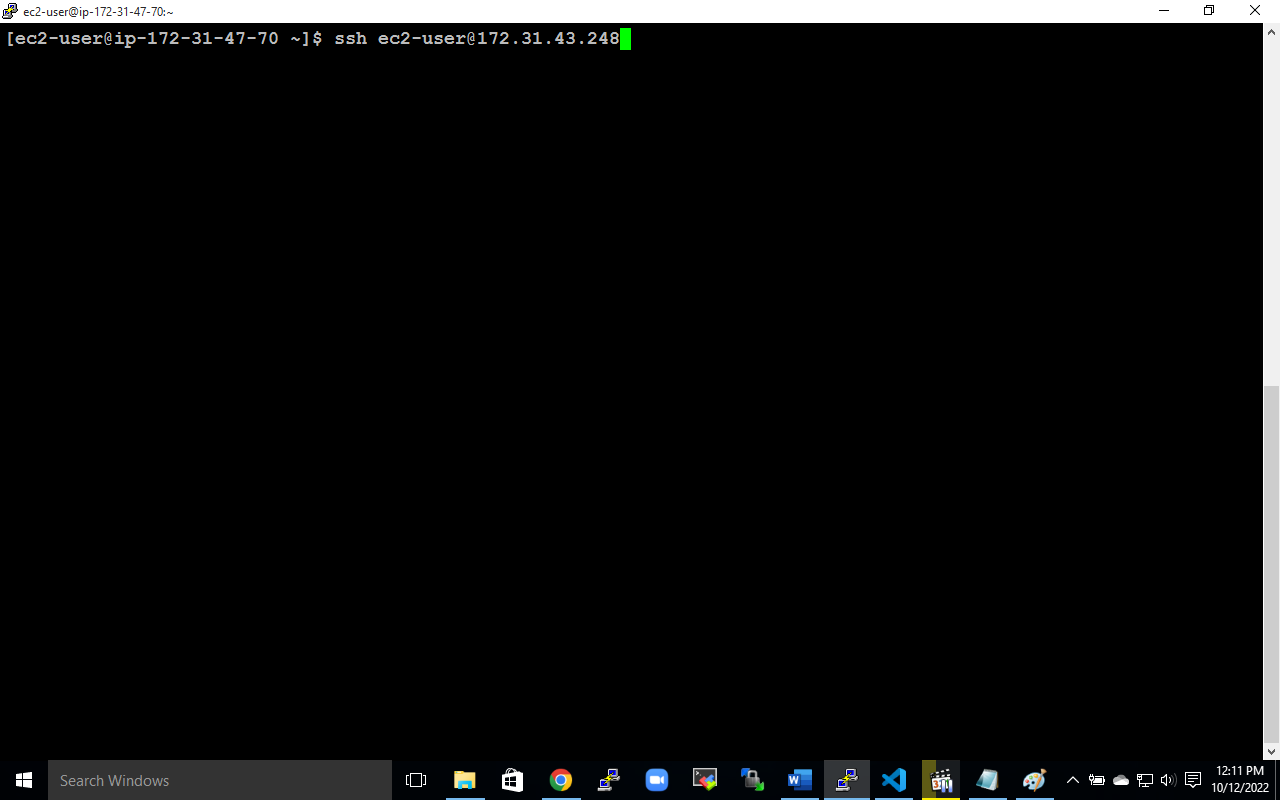 ec2-user@ip-172-31-47-70:~
[ec2-user@ip-172-31-47-70 ~]$ ssh ec2-user@172.31.43.248
Search Windows
12:11 PM
10/12/2022